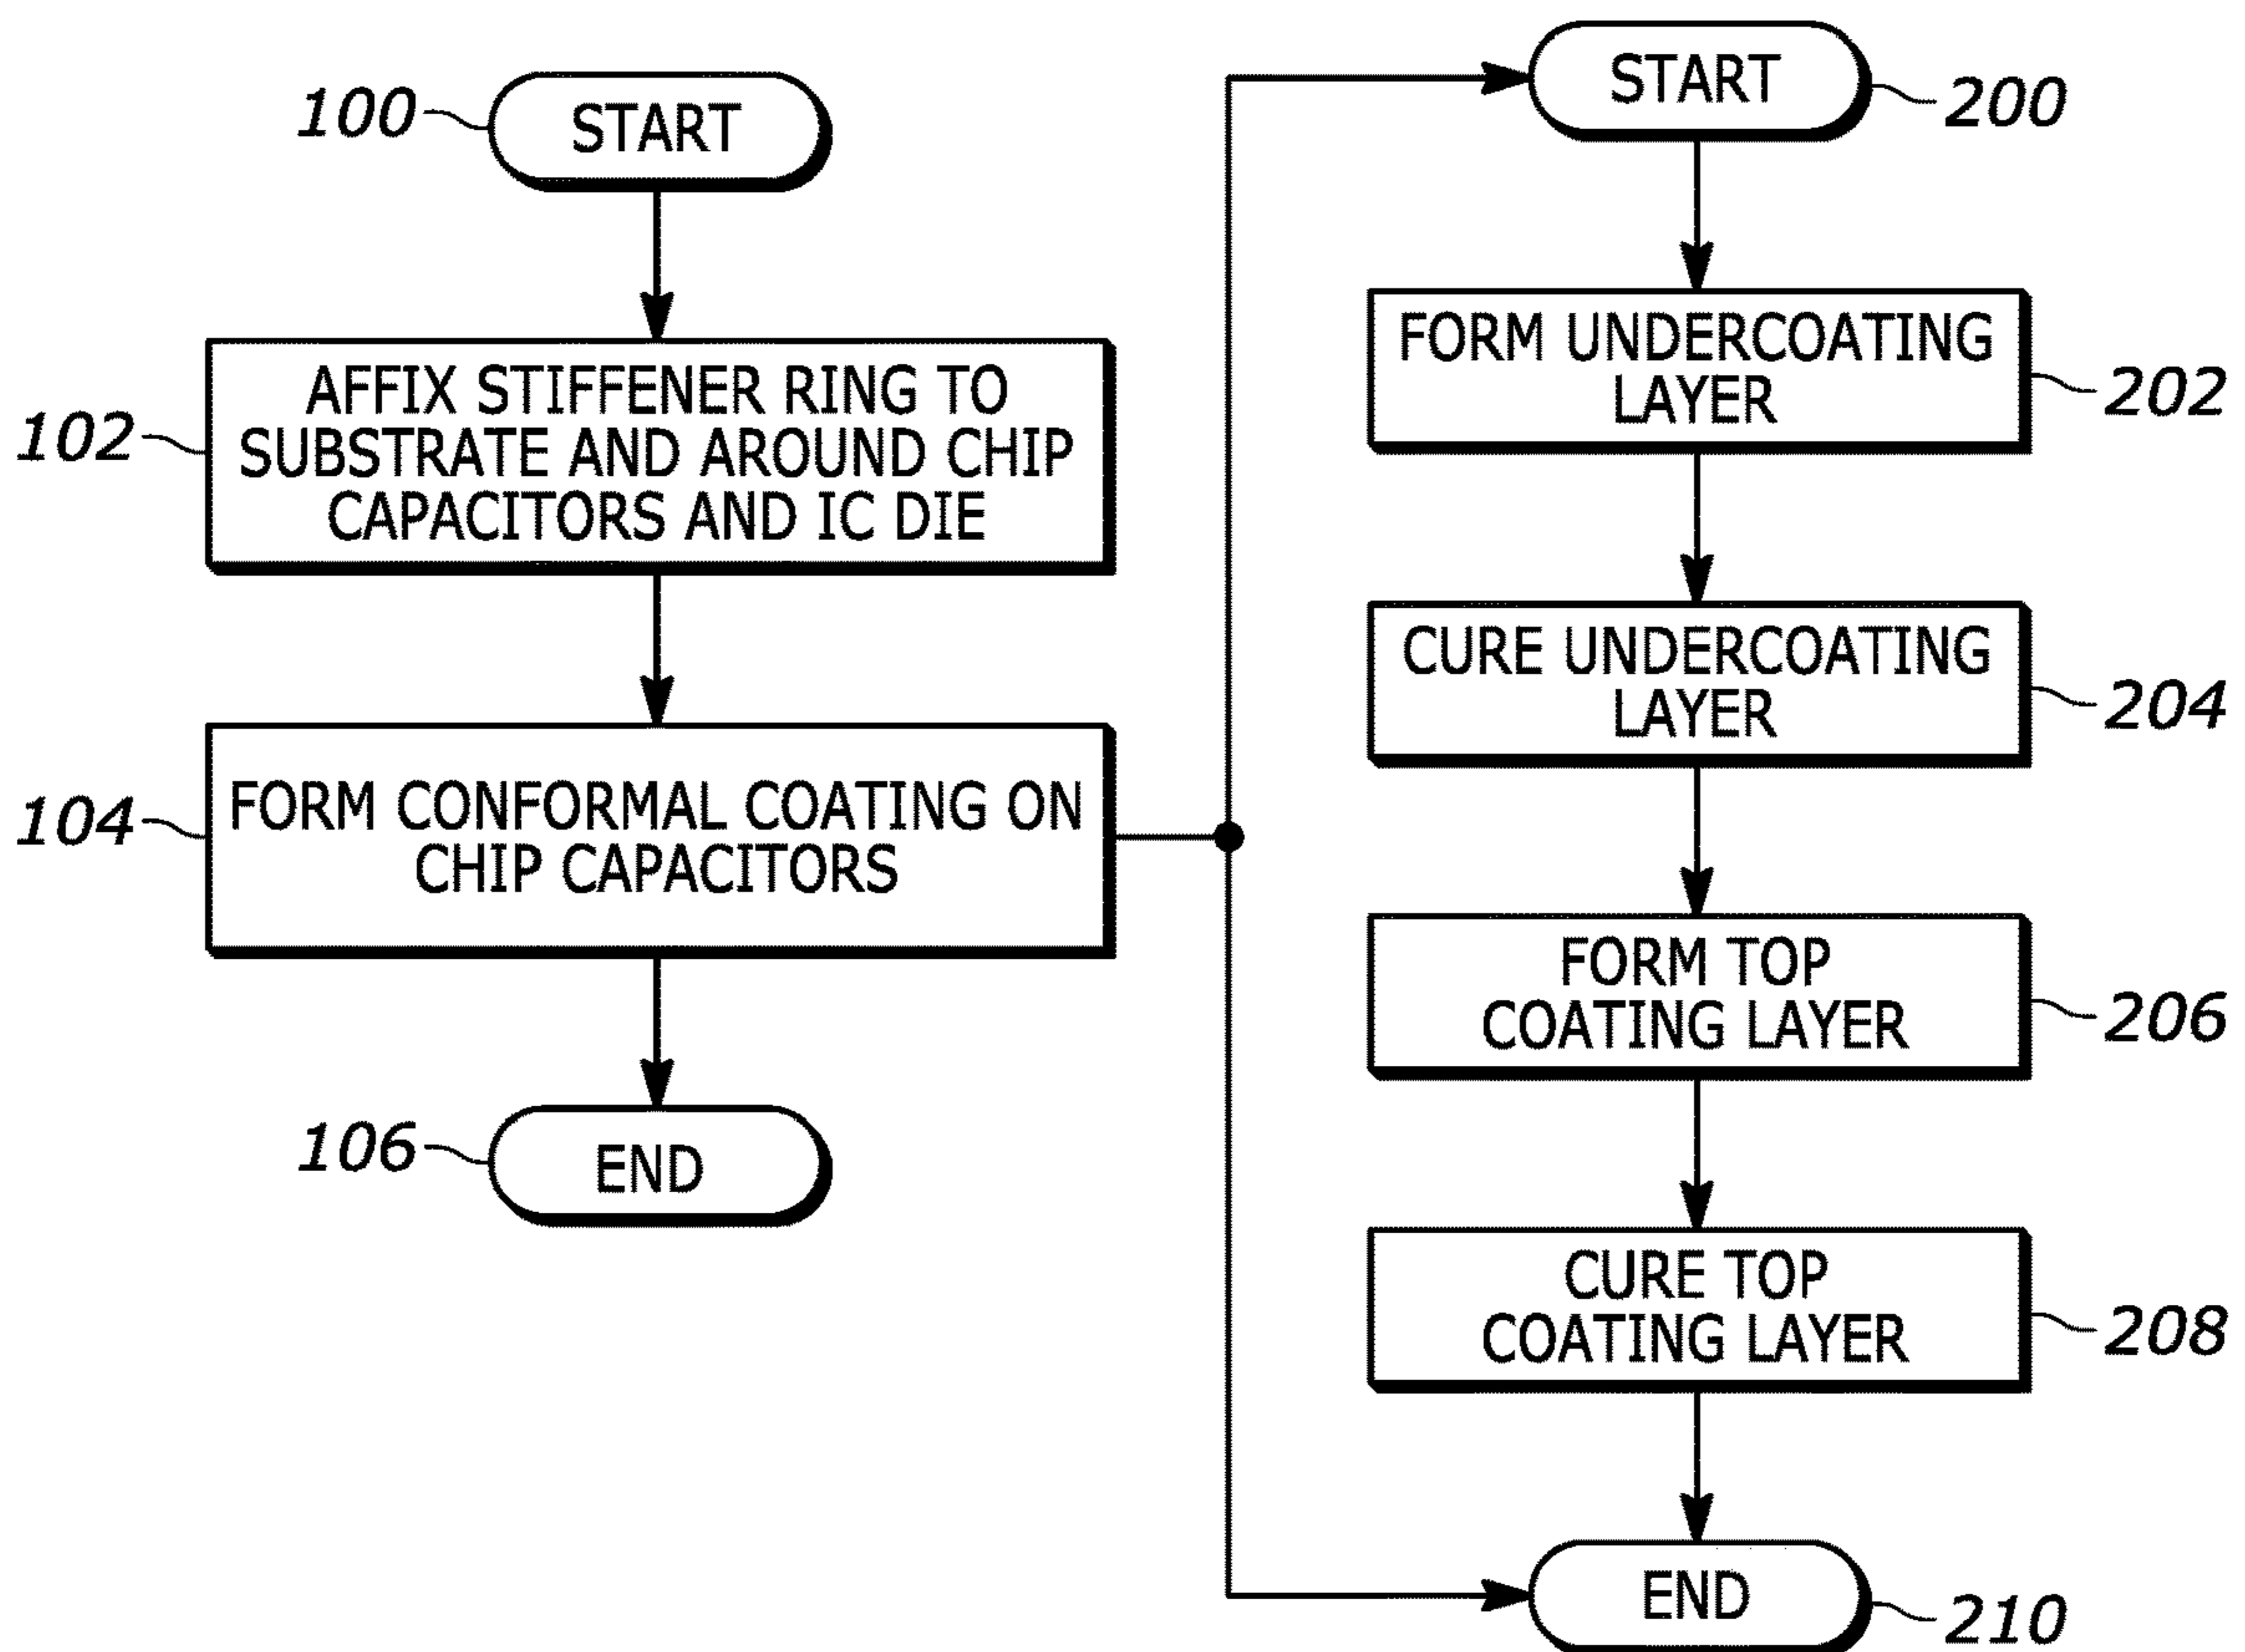 100
START
102
AFFIX STIFFENER RING TO
SUBSTRATE AND AROUND CHIP
CAPACITORS AND IC DIE
104
FORM CONFORMAL COATING ON
CHIP CAPACITORS
106
END
START
200
FORM UNDERCOATING
LAYER
202
CURE UNDERCOATING
LAYER
204
FORM TOP
COATING LAYER
206
CURE TOP
COATING LAYER
208
END
210